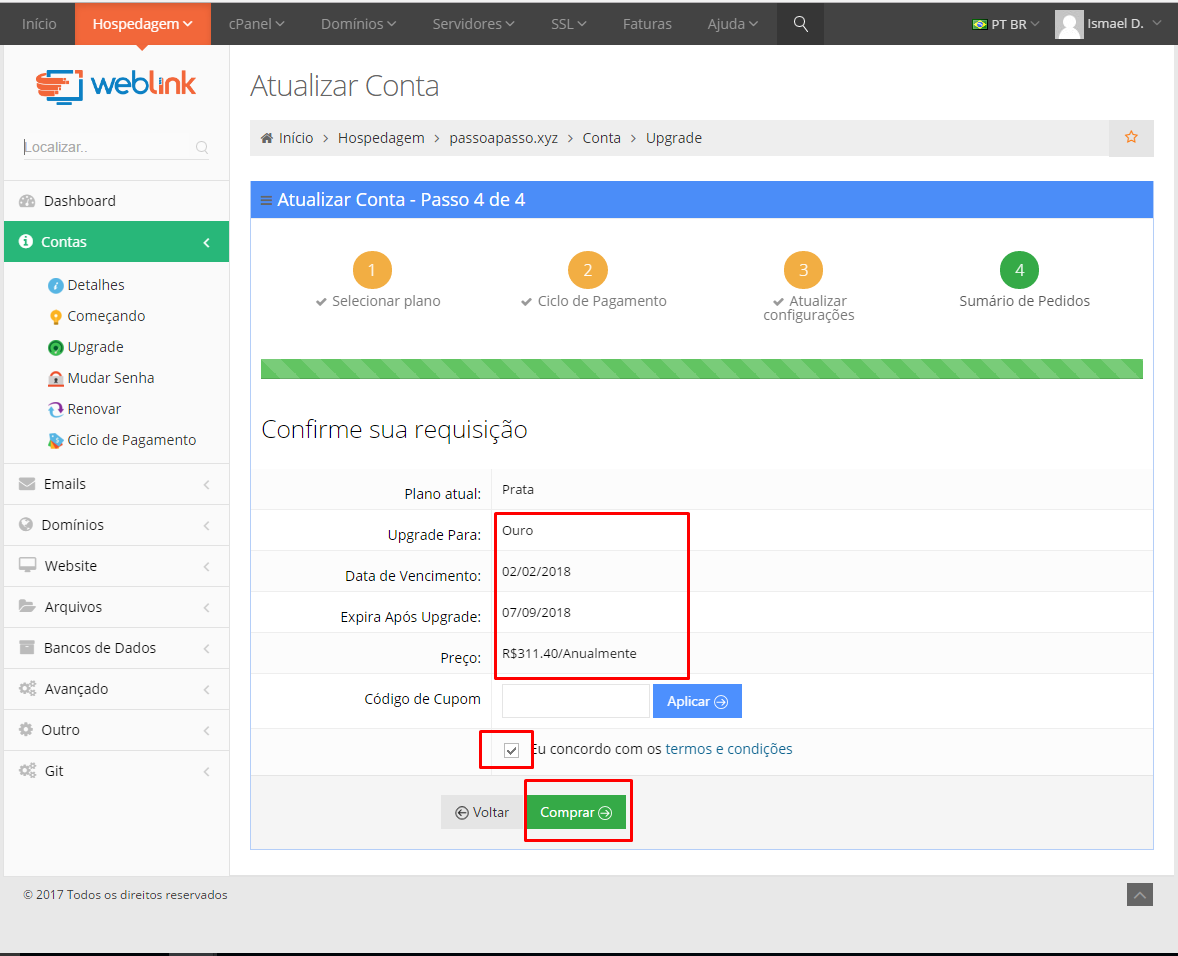 Início Hospedagem cPanel Domínios Servidores SSL Faturas Ajuda PT BR Ismael D.
weblink
Localizar..
Dashboard
Contas
Detalhes
Começando
Upgrade
Mudar Senha
Renovar
Ciclo de Pagamento
Emails
Domínios
Website
Arquivos
Bancos de Dados
Avançado
Outro
Git
Atualizar Conta
Início > Hospedagem > passoapasso.xyz > Conta > Upgrade
Atualizar Conta - Passo 4 de 4
1 2 3 4
Selecionar plano Ciclo de Pagamento Atualizar Sumário de Pedidos
configurações
Confirme sua requisição
Plano atual: Prata
Upgrade Para: Ouro
Data de Vencimento: 02/02/2018
Expira Após Upgrade: 07/09/2018
Preço: R$311.40/Anualmente
Código de Cupom Aplicar
Eu concordo com os termos e condições
Voltar Comprar
© 2017 Todos os direitos reservados